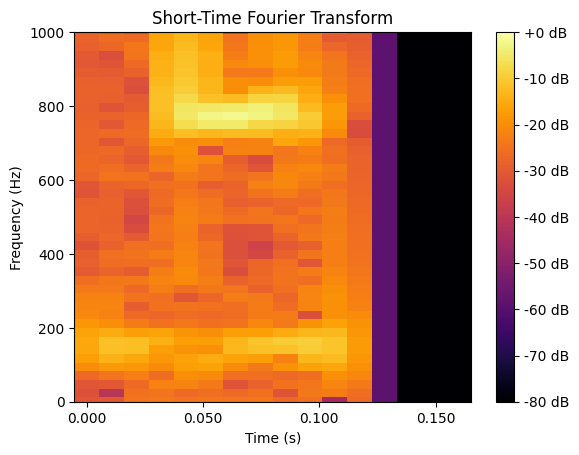 Short-Time Fourier Transform
1000
800
600
400
200
0
Frequency (Hz)
0.000
0.050
0.100
0.150
Time (s)
+0 dB
-10 dB
-20 dB
-30 dB
-40 dB
-50 dB
-60 dB
-70 dB
-80 dB